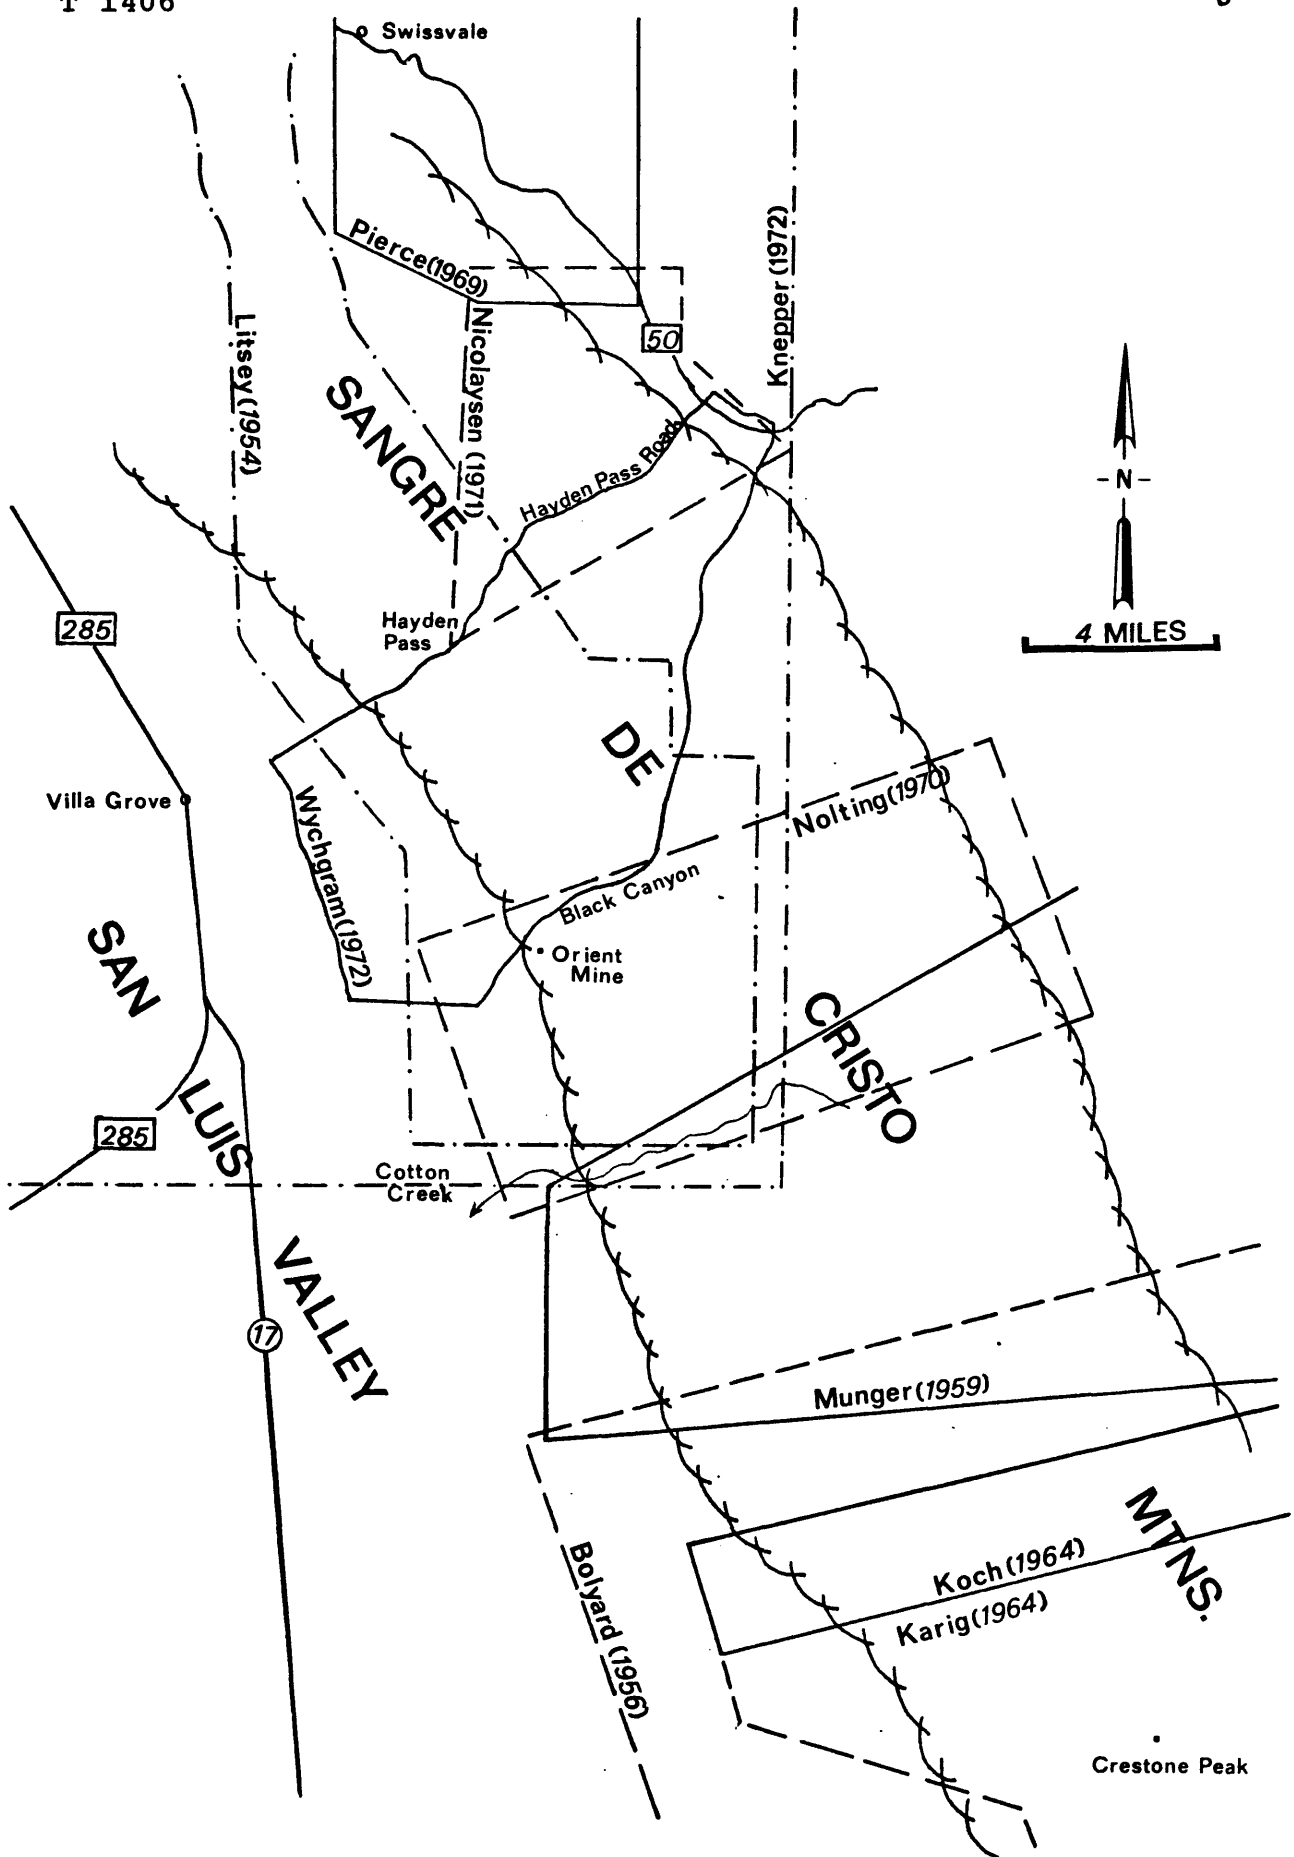 T 1406
Swissvale
Pierce(1969)
Knepper (1972)
Litsey (1954)
Nicolaysen (1971)
50
SANGRE
Hayden Pass Road
-N-
4 MILES
285
Hayden
Pass
DE
Villa Grove
Nolting(1970)
Wychgram(1972)
Black Canyon
SAN
Orient
Mine
CRISTO
LUIS
285
Cotton
Creek
VALLEY
17
Munger(1959)
MTNS.
Bolyard (1956)
Koch(1964)
Karig(1964)
Crestone Peak